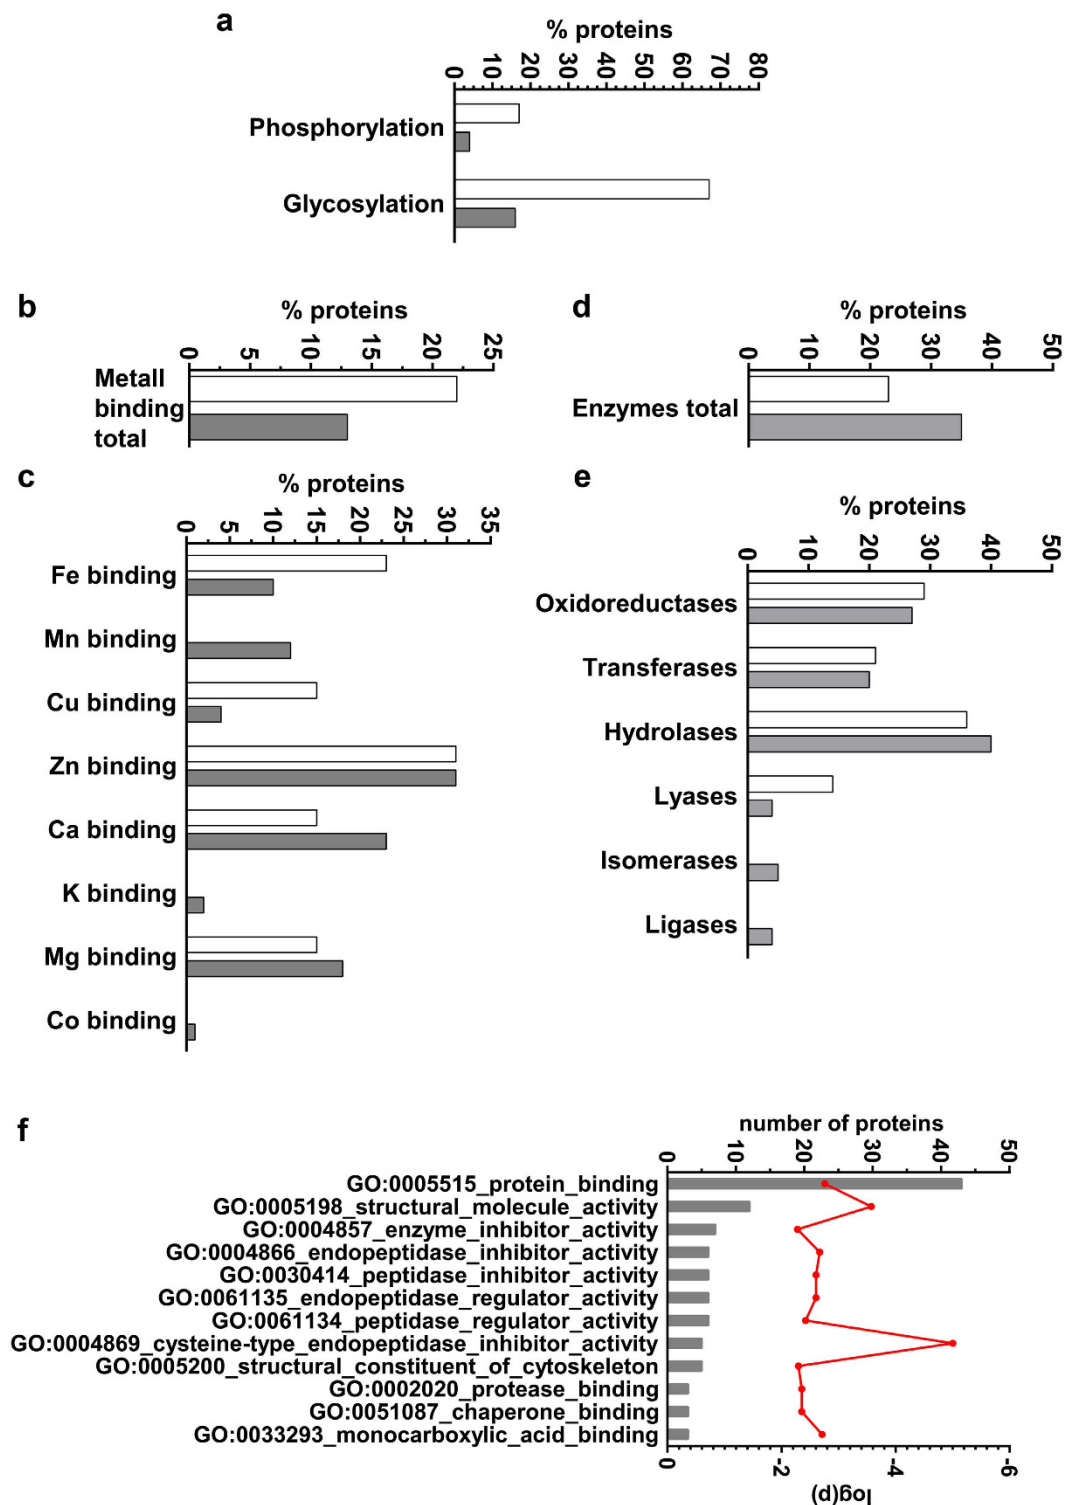 a
% proteins
0 10 20 30 40 50 60 70 80
Phosphorylation
Glycosylation
b
% proteins
0 5 10 15 20 25
Metall
binding
total
c
% proteins
0 5 10 15 20 25 30 35
Fe binding
Mn binding
Cu binding
Zn binding
Ca binding
K binding
Mg binding
Co binding
d
% proteins
0 10 20 30 40 50
Enzymes total
e
% proteins
0 10 20 30 40 50
Oxidoreductases
Transferases
Hydrolases
Lyases
Isomerases
Ligases
f
number of proteins
0 10 20 30 40 50
GO:0005515_protein_binding
GO:0005198_structural_molecule_activity
GO:0004857_enzyme_inhibitor_activity
GO:0004866_endopeptidase_inhibitor_activity
GO:0030414_peptidase_inhibitor_activity
GO:0061135_endopeptidase_regulator_activity
GO:0061134_peptidase_regulator_activity
GO:0004869_cysteine-type_endopeptidase_inhibitor_activity
GO:0005200_structural_constituent_of_cytoskeleton
GO:0002020_protease_binding
GO:0051087_chaperone_binding
GO:0033293_monocarboxylic_acid_binding
0 -2 -4 -6
log(p)